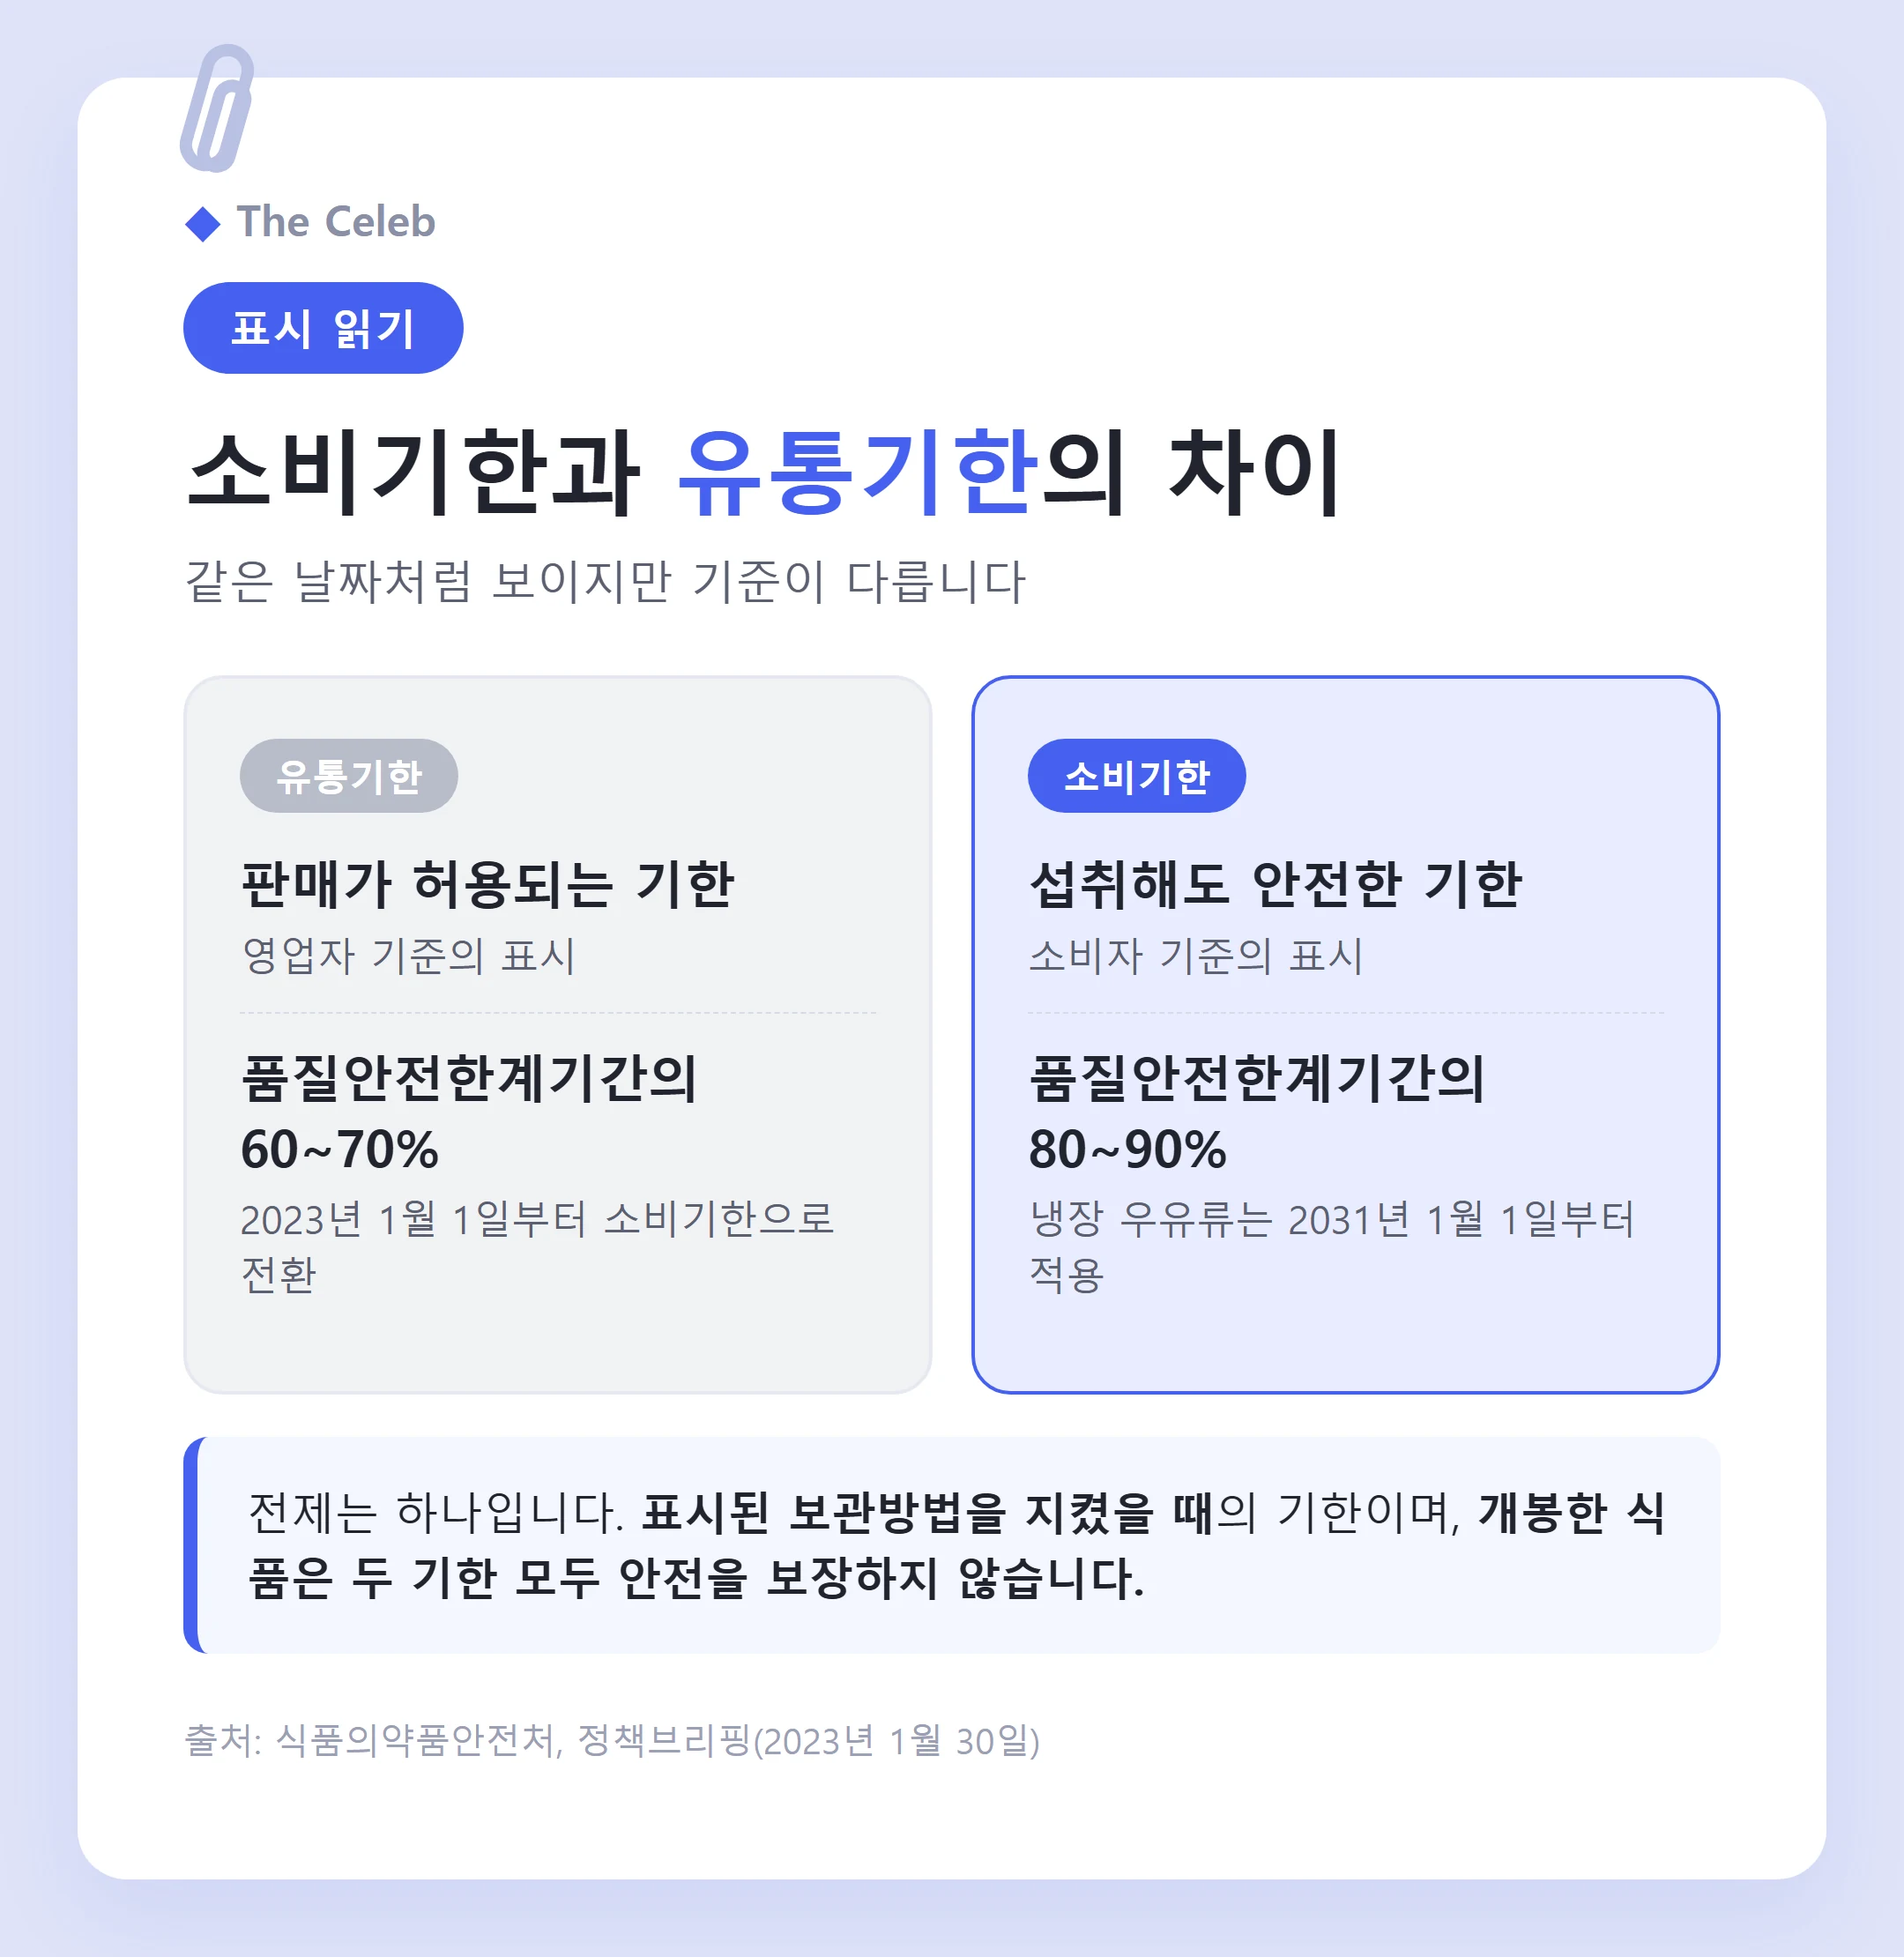 The Celeb
표시 읽기
소비기한과 유통기한의 차이
같은 날짜처럼 보이지만 기준이 다릅니다
유통기한
판매가 허용되는 기한
영업자 기준의 표시
품질안전한계기간의
60~70%
2023년 1월 1일부터 소비기한으로
전환
소비기한
섭취해도 안전한 기한
소비자 기준의 표시
품질안전한계기간의
80~90%
냉장 우유류는 2031년 1월 1일부터
적용
전제는 하나입니다. 표시된 보관방법을 지켰을 때의 기한이며, 개봉한 식
품은 두 기한 모두 안전을 보장하지 않습니다.
출처: 식품의약품안전처, 정책브리핑(2023년 1월 30일)